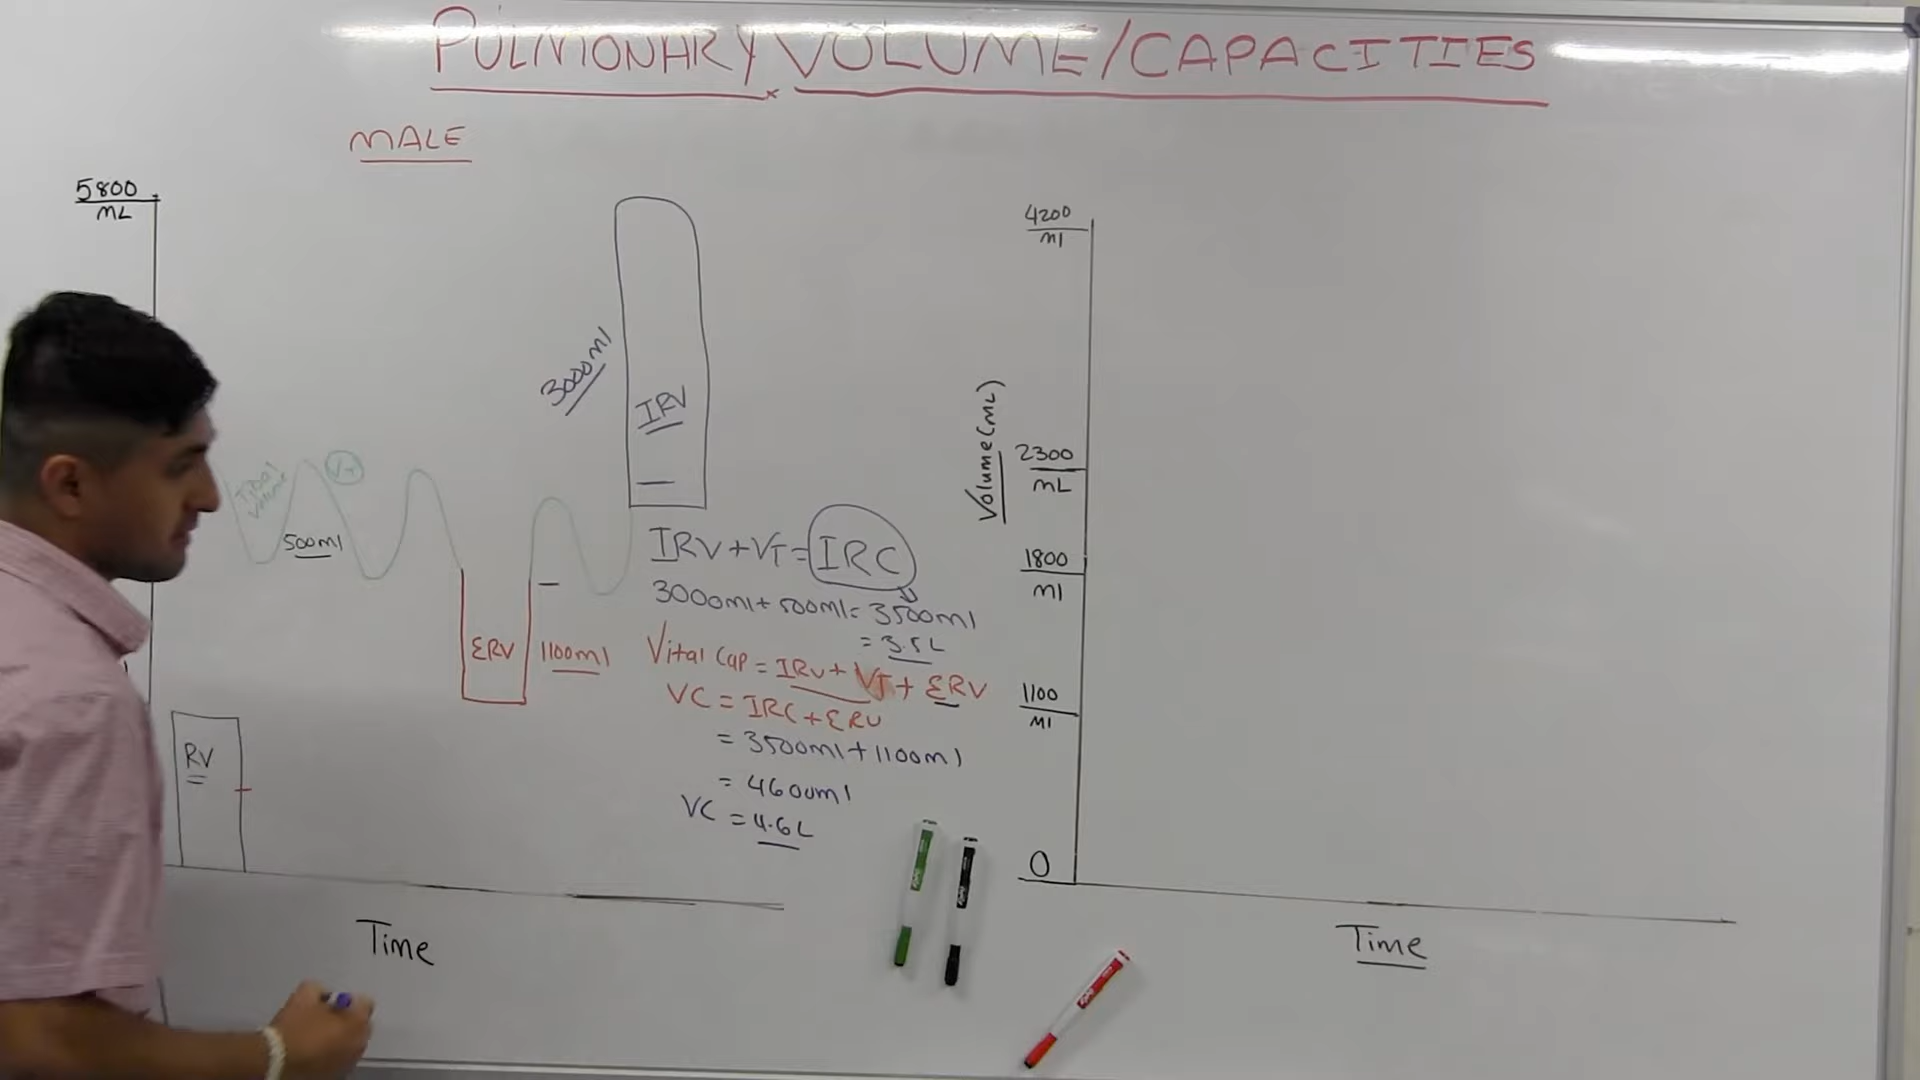 PULMONARY VOLUME/CAPACITIES
MALE
5800
ML
Tidal
Volume
VT
500ml
3000ml
IRV
ERV
1100ml
RV
Time
IRV+VT=IRC
3000ml+500ml=3500ml
=3.5L
Vital Cap=IRV+VT+ERV
VC=IRC+ERV
=3500ml+1100ml
=4600ml
VC=4.6L
4200
ml
Volume(mL)
2300
mL
1800
ml
1100
ml
0
Time